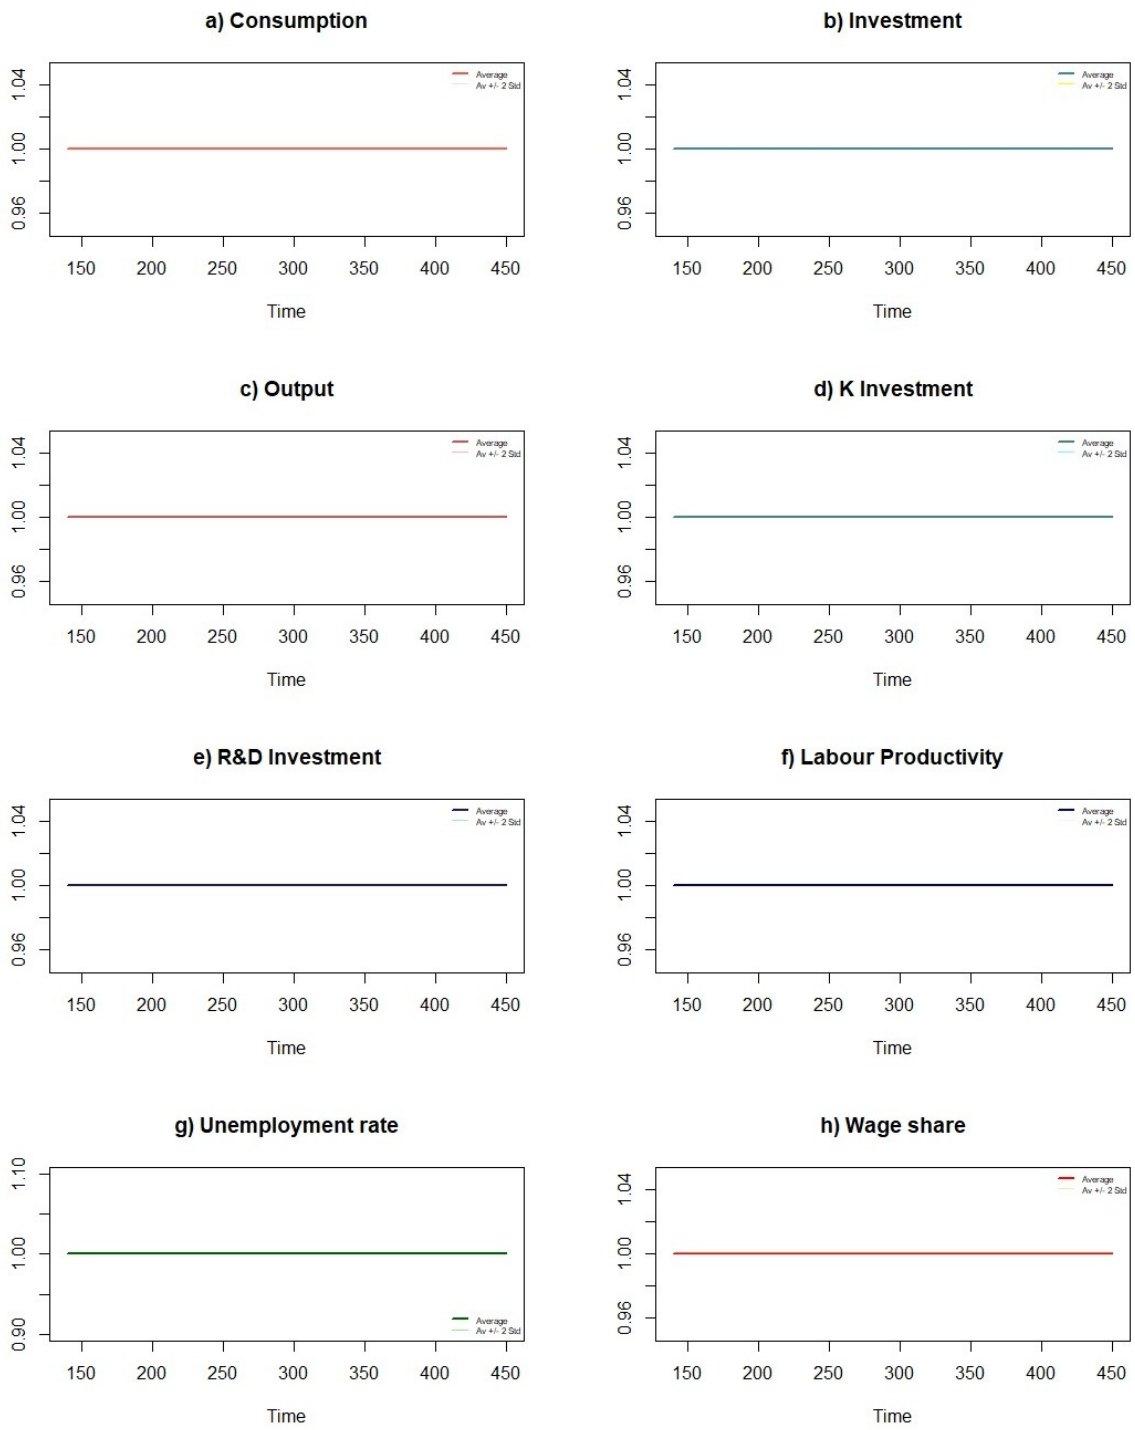 a) Consumption
1.04
1.00
0.96
Average
Av +/- 2 Std
150 200 250 300 350 400 450
Time
b) Investment
1.04
1.00
0.96
Average
Av +/- 2 Std
150 200 250 300 350 400 450
Time
c) Output
1.04
1.00
0.96
Average
Av +/- 2 Std
150 200 250 300 350 400 450
Time
d) K Investment
1.04
1.00
0.96
Average
Av +/- 2 Std
150 200 250 300 350 400 450
Time
e) R&D Investment
1.04
1.00
0.96
Average
Av +/- 2 Std
150 200 250 300 350 400 450
Time
f) Labour Productivity
1.04
1.00
0.96
Average
Av +/- 2 Std
150 200 250 300 350 400 450
Time
g) Unemployment rate
1.10
1.00
0.90
Average
Av +/- 2 Std
150 200 250 300 350 400 450
Time
h) Wage share
1.04
1.00
0.96
Average
Av +/- 2 Std
150 200 250 300 350 400 450
Time